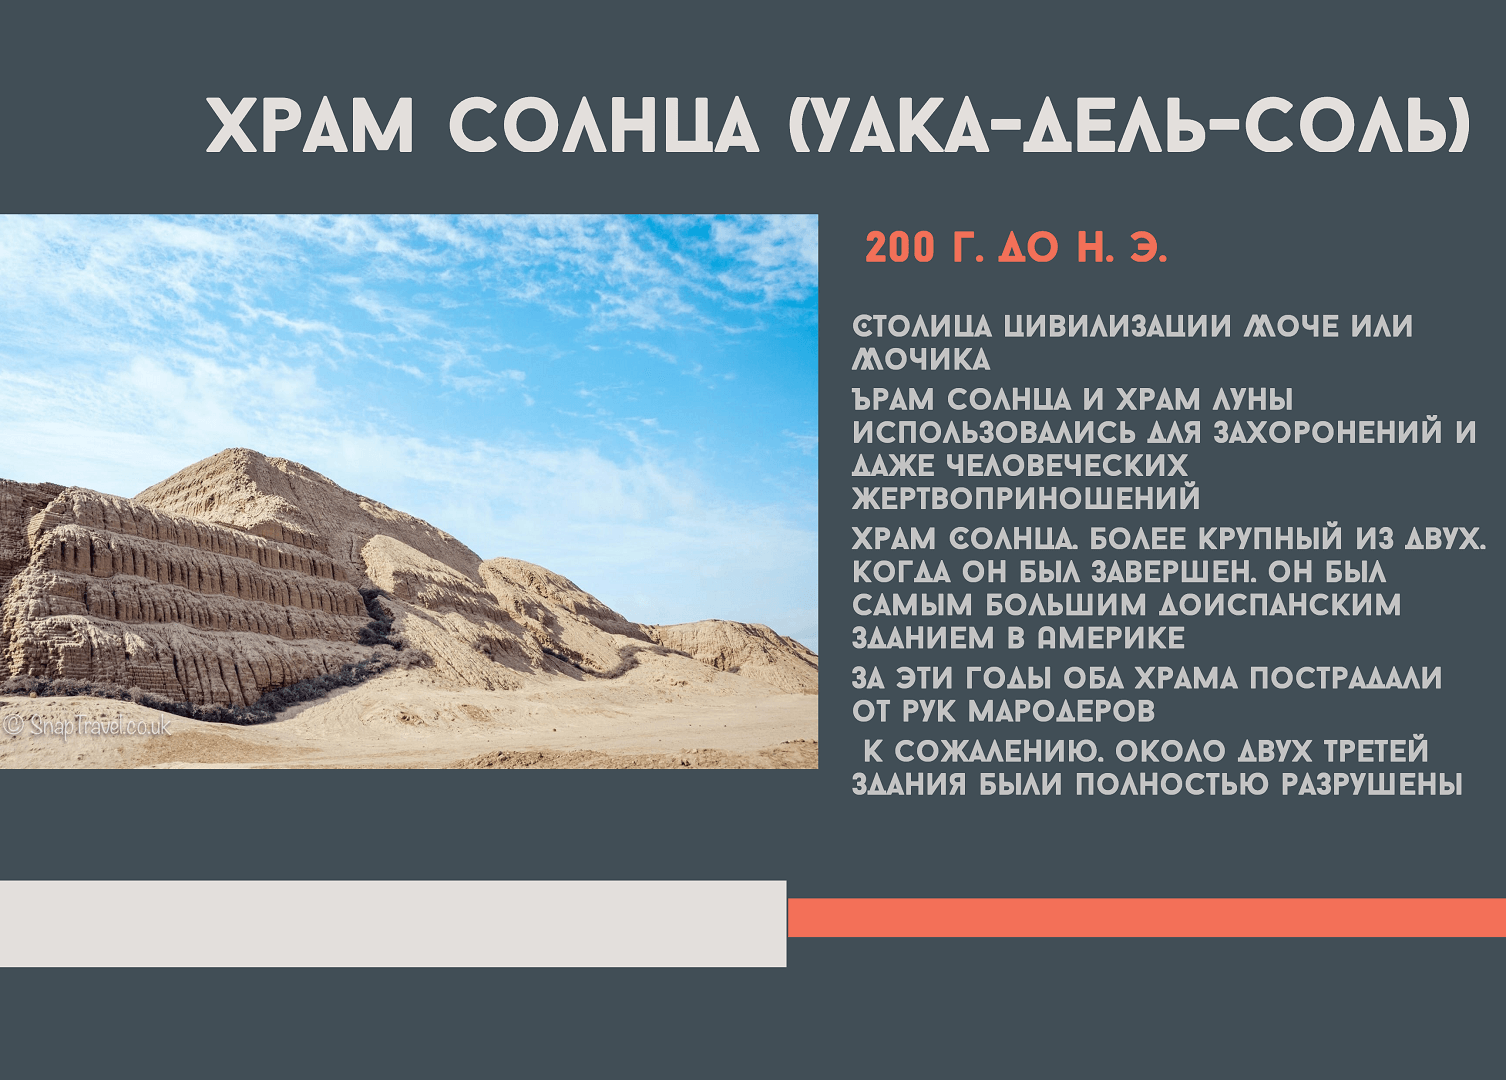 ХРАМ СОЛНЦА (УАКА-ДЕЛЬ-СОЛЬ)
200 Г. ДО Н. Э.
СТОЛИЦА ЦИВИЛИЗАЦИИ МОЧЕ ИЛИ
МОЧИКА
ЪРАМ СОЛНЦА И ХРАМ ЛУНЫ
ИСПОЛЬЗОВАЛИСЬ ДЛЯ ЗАХОРОНЕНИЙ И
ДАЖЕ ЧЕЛОВЕЧЕСКИХ
ЖЕРТВОПРИНОШЕНИЙ
ХРАМ СОЛНЦА. БОЛЕЕ КРУПНЫЙ ИЗ ДВУХ.
КОГДА ОН БЫЛ ЗАВЕРШЕН. ОН БЫЛ
САМЫМ БОЛЬШИМ ДОИСПАНСКИМ
ЗДАНИЕМ В АМЕРИКЕ
ЗА ЭТИ ГОДЫ ОБА ХРАМА ПОСТРАДАЛИ
ОТ РУК МАРОДЕРОВ
К СОЖАЛЕНИЮ. ОКОЛО ДВУХ ТРЕТЕЙ
ЗДАНИЯ БЫЛИ ПОЛНОСТЬЮ РАЗРУШЕНЫ
© SnapTravel.co.uk